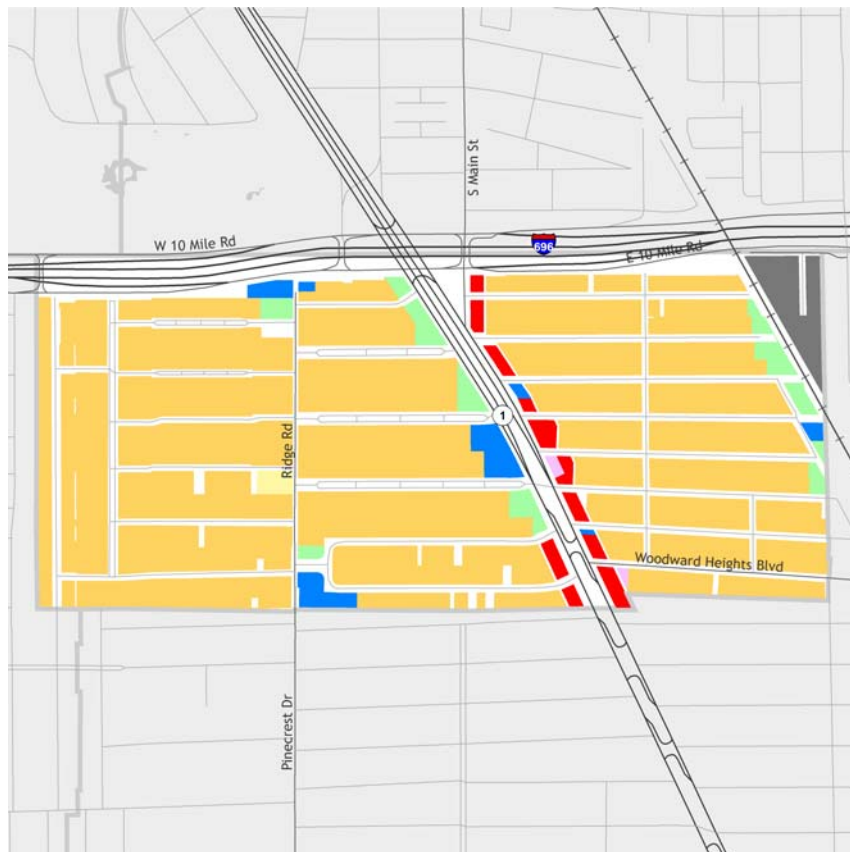 S Main St
W 10 Mile Rd
696
E 10 Mile Rd
1
Ridge Rd
Woodward Heights Blvd
Pinecrest Dr